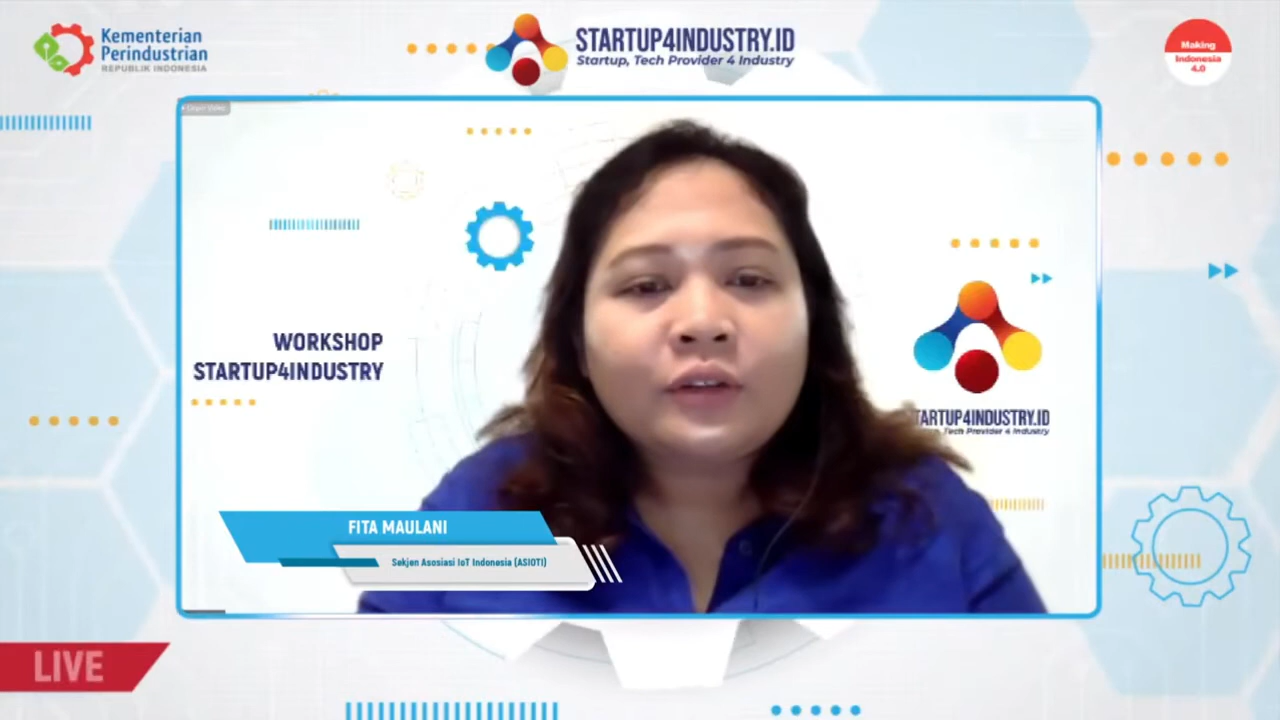 Kementerian
Perindustrian
REPUBLIK INDONESIA
STARTUP4INDUSTRY.ID
Startup, Tech Provider 4 Industry
Making
Indonesia
4.0
WORKSHOP
STARTUP4INDUSTRY
TARTUP4INDUSTRY.ID
Tech Provider 4 Industry
FITA MAULANI
Sekjen Asosiasi IoT Indonesia (ASIOTI)
LIVE